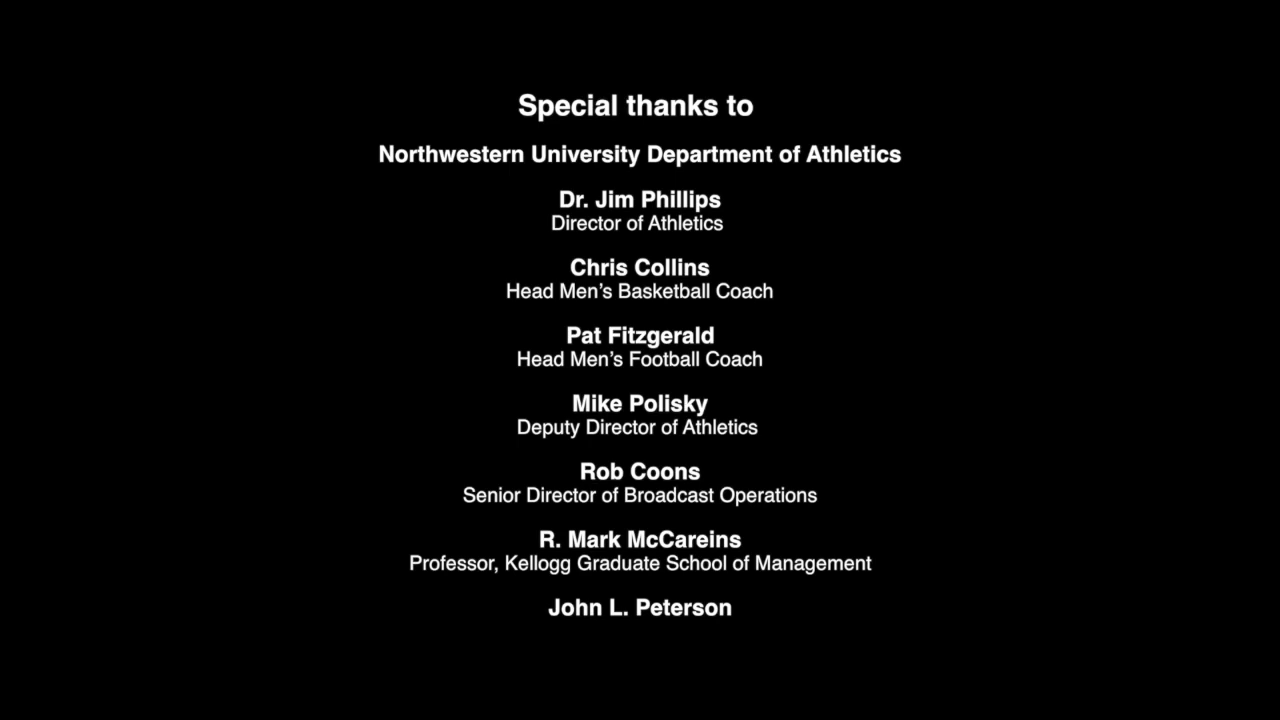 Special thanks to
Northwestern University Department of Athletics
Dr. Jim Phillips
Director of Athletics
Chris Collins
Head Men’s Basketball Coach
Pat Fitzgerald
Head Men’s Football Coach
Mike Polisky
Deputy Director of Athletics
Rob Coons
Senior Director of Broadcast Operations
R. Mark McCareins
Professor, Kellogg Graduate School of Management
John L. Peterson